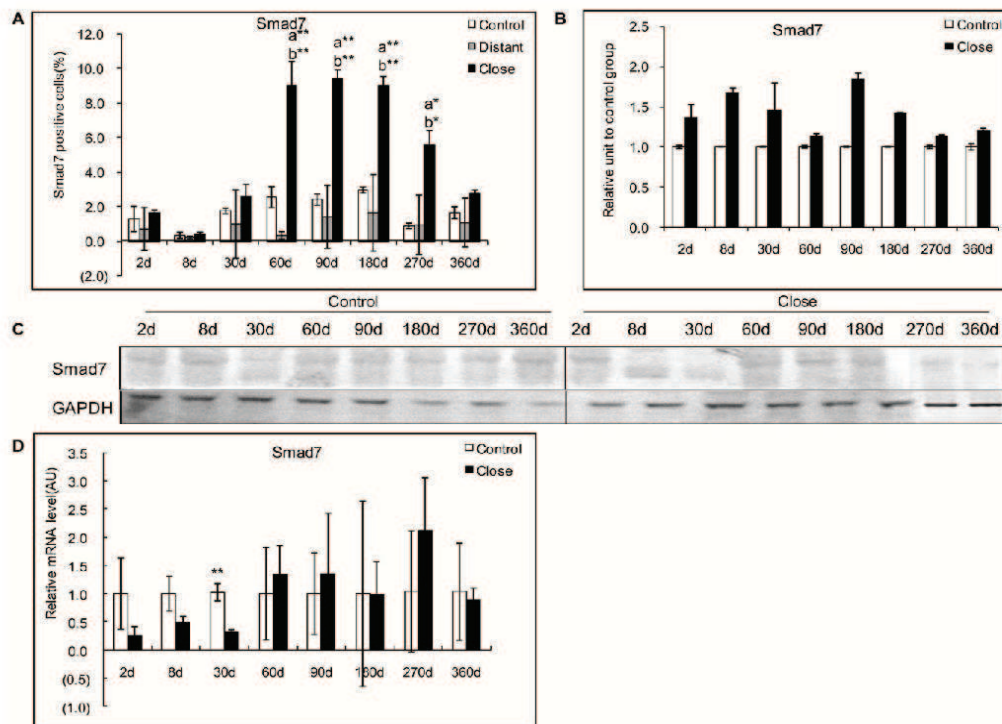 A
Smad7
Control
Distant
Close
Smad7 positive cells(%)
12.0
10.0
8.0
6.0
4.0
2.0
0.0
(2.0)
a** a** a**
b** b** b**
a*
b*
2d 8d 30d 60d 90d 180d 270d 360d
B
Smad7
Control
Close
Relative unit to control group
2.5
2.0
1.5
1.0
0.5
0.0
2d 8d 30d 60d 90d 180d 270d 360d
Control Close
C 2d 8d 30d 60d 90d 180d 270d 360d 2d 8d 30d 60d 90d 180d 270d 360d
Smad7
GAPDH
D
Smad7
Control
Close
Relative mRNA level(AU)
3.5
3.0
2.5
2.0
1.5
1.0
0.5
0.0
(0.5)
(1.0)
**
2d 8d 30d 60d 90d 180d 270d 360d